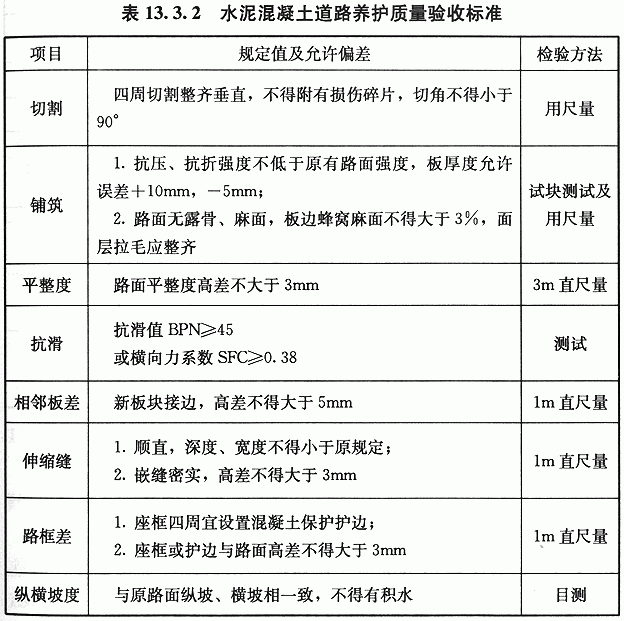 表 13.3.2 水泥混凝土道路养护质量验收标准
项目 规定值及允许偏差 检验方法
切割 四周切割整齐垂直，不得附有损伤碎片，切角不得小于
90° 用尺量
铺筑 1. 抗压、抗折强度不低于原有路面强度，板厚度允许
误差+10mm，-5mm；
2. 路面无露骨、麻面，板边蜂窝麻面不得大于 3%，面
层拉毛应整齐
试块测试及
用尺量
平整度 路面平整度高差不大于 3mm 3m 直尺量
抗滑 抗滑值 BPN≥45
或横向力系数 SFC≥0.38 测试
相邻板差 新板块接边，高差不得大于 5mm 1m 直尺量
伸缩缝 1. 顺直，深度、宽度不得小于原规定；
2. 嵌缝密实，高差不得大于 3mm 1m 直尺量
路框差 1. 座框四周宜设置混凝土保护护边；
2. 座框或护边与路面高差不得大于 3mm 1m 直尺量
纵横坡度 与原路面纵坡、横坡相一致，不得有积水 目测